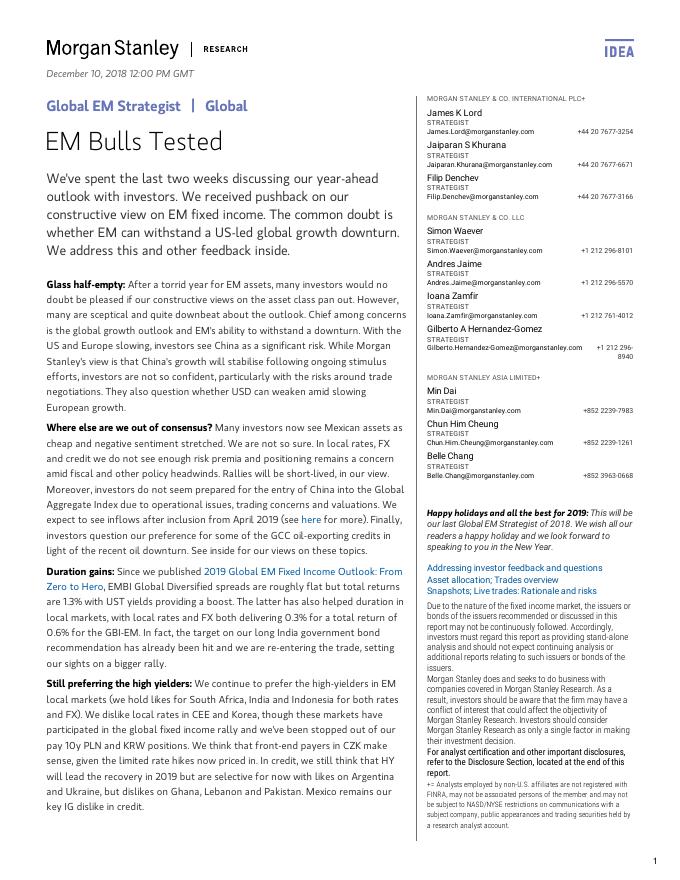 Morgan Stanley | RESEARCH
IDEA
December 10, 2018 12:00 PM GMT
Global EM Strategist | Global
EM Bulls Tested
We've spent the last two weeks discussing our year-ahead
outlook with investors. We received pushback on our
constructive view on EM fixed income. The common doubt is
whether EM can withstand a US-led global growth downturn.
We address this and other feedback inside.
Glass half-empty: After a torrid year for EM assets, many investors would no
doubt be pleased if our constructive views on the asset class pan out. However,
many are sceptical and quite downbeat about the outlook. Chief among concerns
is the global growth outlook and EM's ability to withstand a downturn. With the
US and Europe slowing, investors see China as a significant risk. While Morgan
Stanley's view is that China's growth will stabilise following ongoing stimulus
efforts, investors are not so confident, particularly with the risks around trade
negotiations. They also question whether USD can weaken amid slowing
European growth.
Where else are we out of consensus? Many investors now see Mexican assets as
cheap and negative sentiment stretched. We are not so sure. In local rates, FX
and credit we do not see enough risk premia and positioning remains a concern
amid fiscal and other policy headwinds. Rallies will be short-lived, in our view.
Moreover, investors do not seem prepared for the entry of China into the Global
Aggregate Index due to operational issues, trading concerns and valuations. We
expect to see inflows after inclusion from April 2019 (see here for more). Finally,
investors question our preference for some of the GCC oil-exporting credits in
light of the recent oil downturn. See inside for our views on these topics.
Duration gains: Since we published 2019 Global EM Fixed Income Outlook: From
Zero to Hero, EMBI Global Diversified spreads are roughly flat but total returns
are 1.3% with UST yields providing a boost. The latter has also helped duration in
local markets, with local rates and FX both delivering 0.3% for a total return of
0.6% for the GBI-EM. In fact, the target on our long India government bond
recommendation has already been hit and we are re-entering the trade, setting
our sights on a bigger rally.
Still preferring the high yielders: We continue to prefer the high-yielders in EM
local markets (we hold likes for South Africa, India and Indonesia for both rates
and FX). We dislike local rates in CEE and Korea, though these markets have
participated in the global fixed income rally and we've been stopped out of our
pay 10y PLN and KRW positions. We think that front-end payers in CZK make
sense, given the limited rate hikes now priced in. In credit, we still think that HY
will lead the recovery in 2019 but are selective for now with likes on Argentina
and Ukraine, but dislikes on Ghana, Lebanon and Pakistan. Mexico remains our
key IG dislike in credit.
MORGAN STANLEY & CO. INTERNATIONAL PLC+
James K Lord
STRATEGIST
James.Lord@morganstanley.com +44 20 7677-3254
Jaiparan S Khurana
STRATEGIST
Jaiparan.Khurana@morganstanley.com +44 20 7677-6671
Filip Denchev
STRATEGIST
Filip.Denchev@morganstanley.com +44 20 7677-3166
MORGAN STANLEY & CO. LLC
Simon Waever
STRATEGIST
Simon.Waever@morganstanley.com +1 212 296-8101
Andres Jaime
STRATEGIST
Andres.Jaime@morganstanley.com +1 212 296-5570
Ioana Zamfir
STRATEGIST
Ioana.Zamfir@morganstanley.com +1 212 761-4012
Gilberto A Hernandez-Gomez
STRATEGIST
Gilberto.Hernandez-Gomez@morganstanley.com +1 212 296-
8940
MORGAN STANLEY ASIA LIMITED+
Min Dai
STRATEGIST
Min.Dai@morganstanley.com +852 2239-7983
Chun Him Cheung
STRATEGIST
Chun.Him.Cheung@morganstanley.com +852 2239-1261
Belle Chang
STRATEGIST
Belle.Chang@morganstanley.com +852 3963-0668
Happy holidays and all the best for 2019: This will be
our last Global EM Strategist of 2018. We wish all our
readers a happy holiday and we look forward to
speaking to you in the New Year.
Addressing investor feedback and questions
Asset allocation; Trades overview
Snapshots; Live trades: Rationale and risks
Due to the nature of the fixed income market, the issuers or
bonds of the issuers recommended or discussed in this
report may not be continuously followed. Accordingly,
investors must regard this report as providing stand-alone
analysis and should not expect continuing analysis or
additional reports relating to such issuers or bonds of the
issuers.
Morgan Stanley does and seeks to do business with
companies covered in Morgan Stanley Research. As a
result, investors should be aware that the firm may have a
conflict of interest that could affect the objectivity of
Morgan Stanley Research. Investors should consider
Morgan Stanley Research as only a single factor in making
their investment decision.
For analyst certification and other important disclosures,
refer to the Disclosure Section, located at the end of this
report.
+= Analysts employed by non-U.S. affiliates are not registered with
FINRA, may not be associated persons of the member and may not
be subject to NASD/NYSE restrictions on communications with a
subject company, public appearances and trading securities held by
a research analyst account.
1